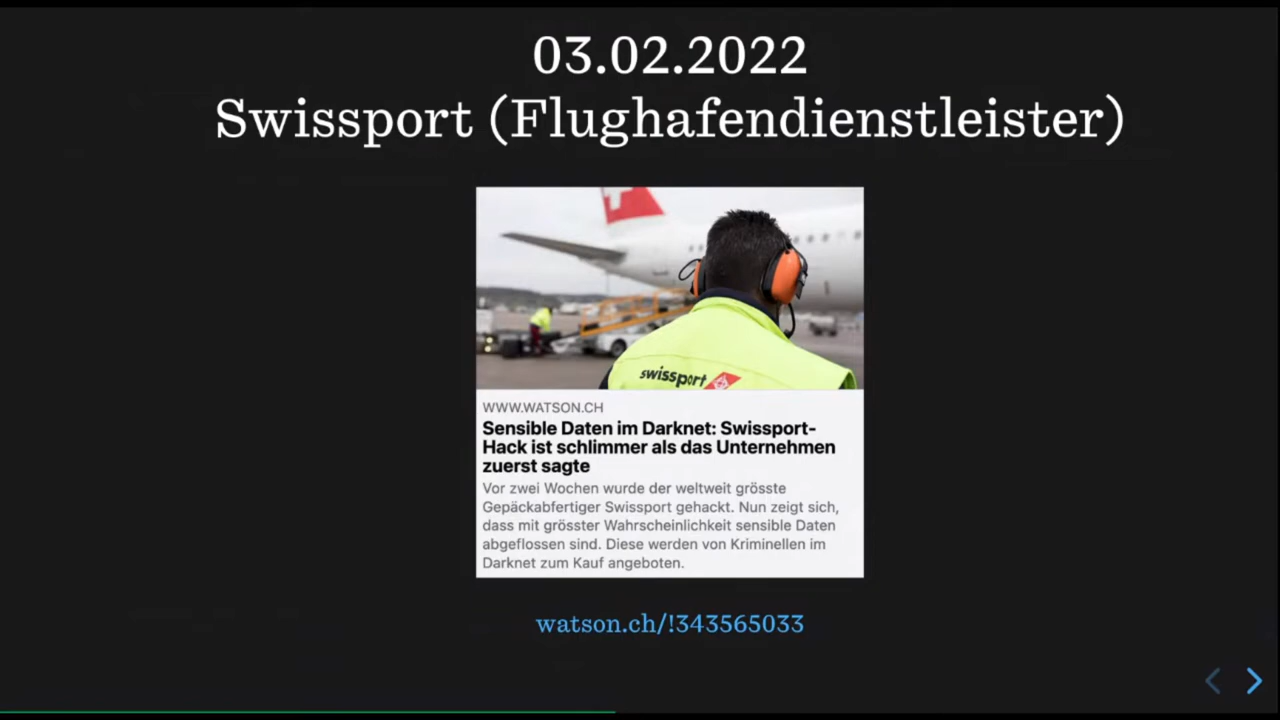 03.02.2022
Swissport (Flughafendienstleister)
swissport
WWW.WATSON.CH
Sensible Daten im Darknet: Swissport-
Hack ist schlimmer als das Unternehmen
zuerst sagte
Vor zwei Wochen wurde der weltweit grösste
Gepäckabfertiger Swissport gehackt. Nun zeigt sich,
dass mit grösster Wahrscheinlichkeit sensible Daten
abgeflossen sind. Diese werden von Kriminellen im
Darknet zum Kauf angeboten.
watson.ch/!343565033